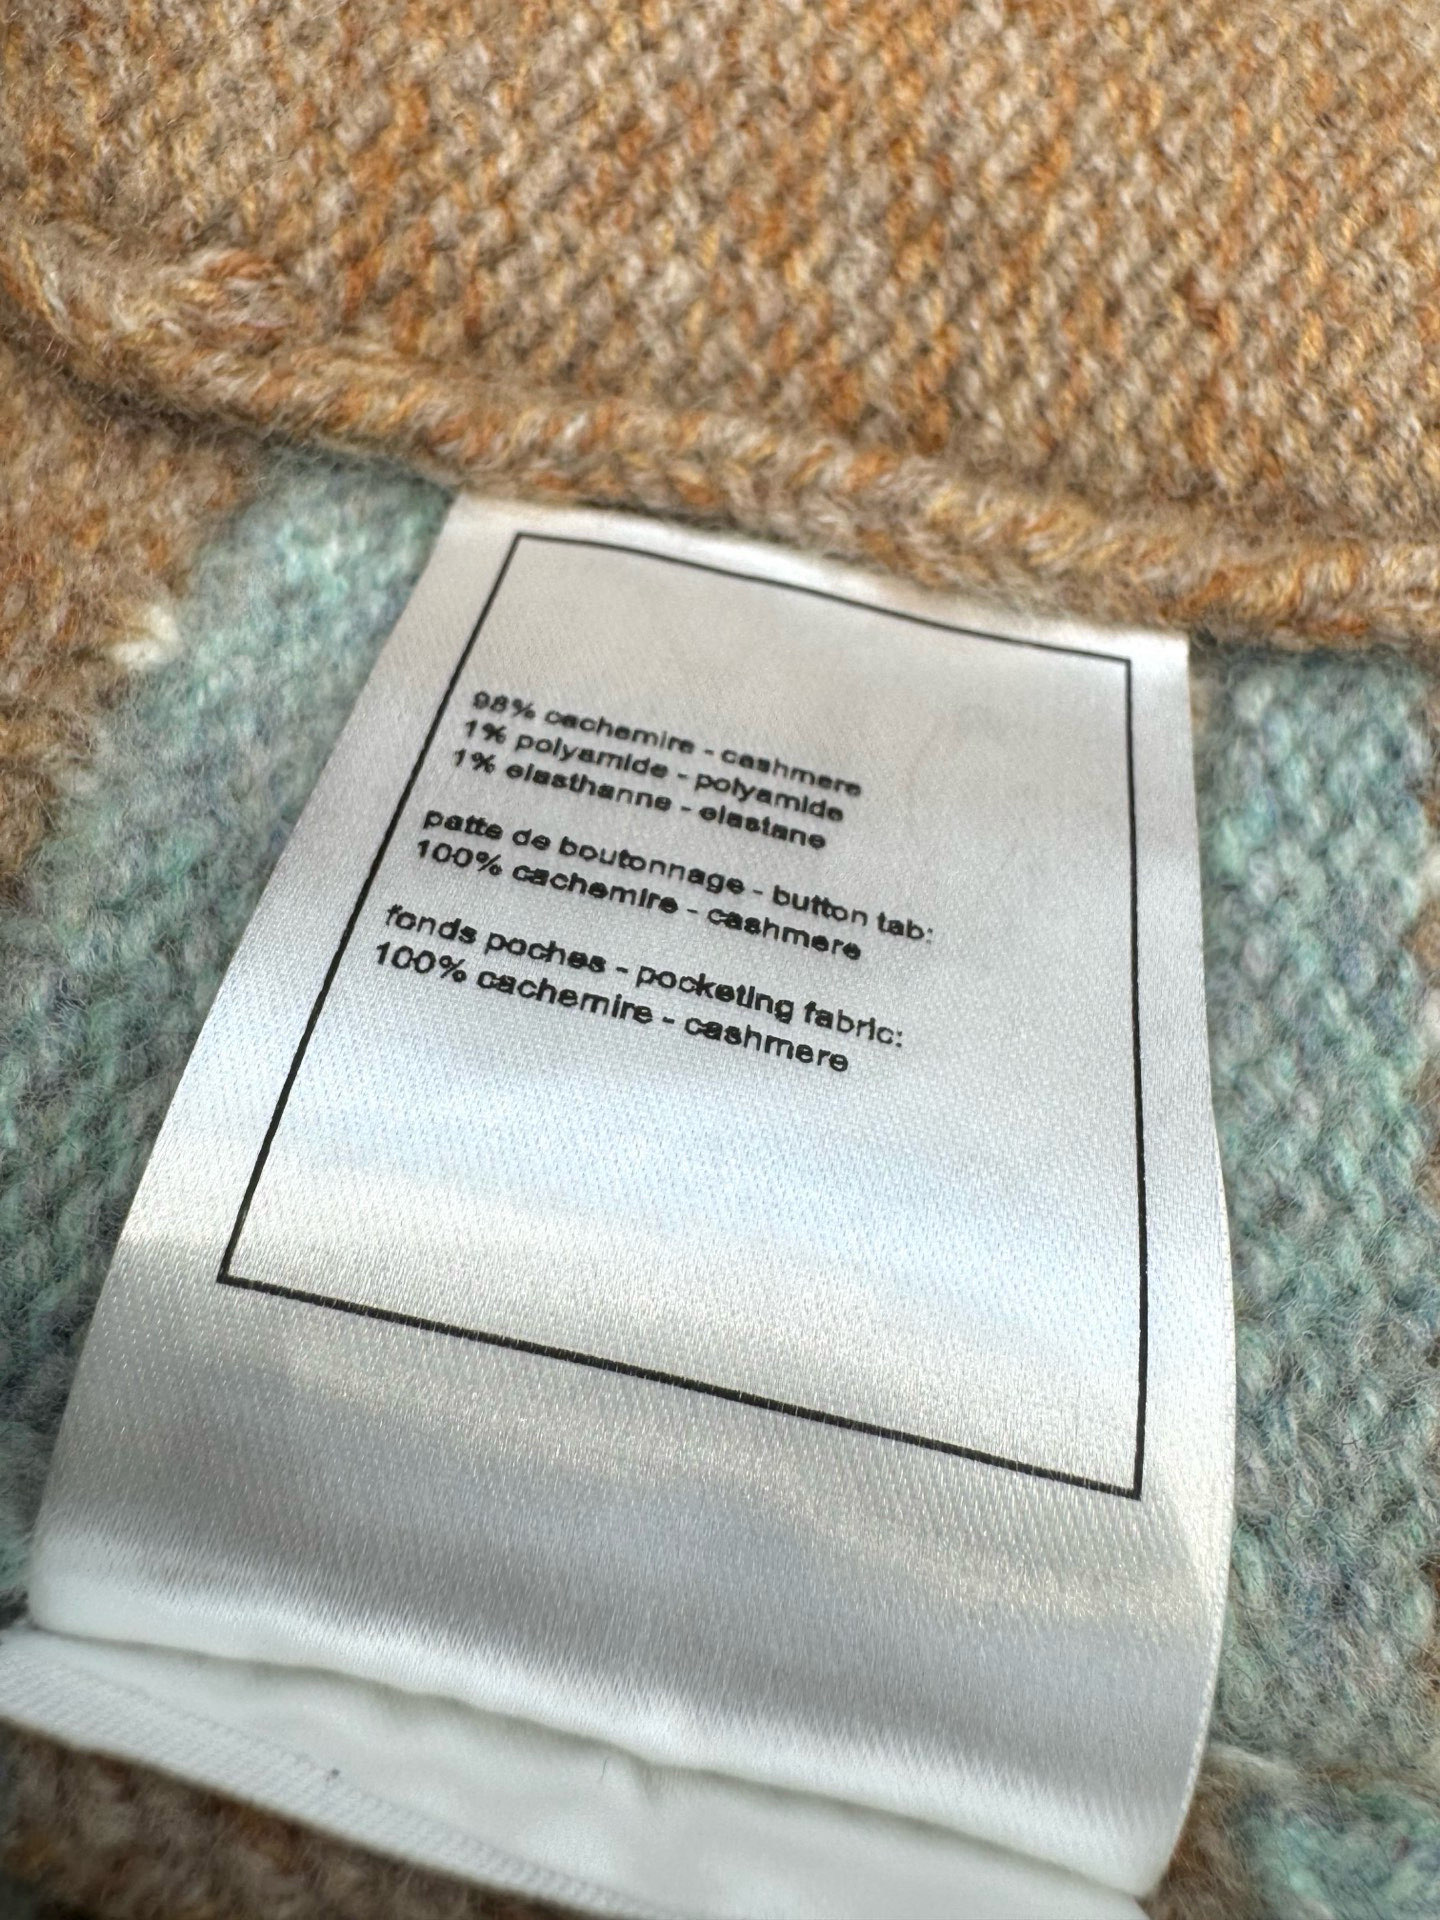 98% cachemire - cashmere
1% polyamide - polyamide
1% elasthanne - elastane
patte de boutonnage - button tab:
100% cachemire - cashmere
fonds poches - pocketing fabric:
100% cachemire - cashmere